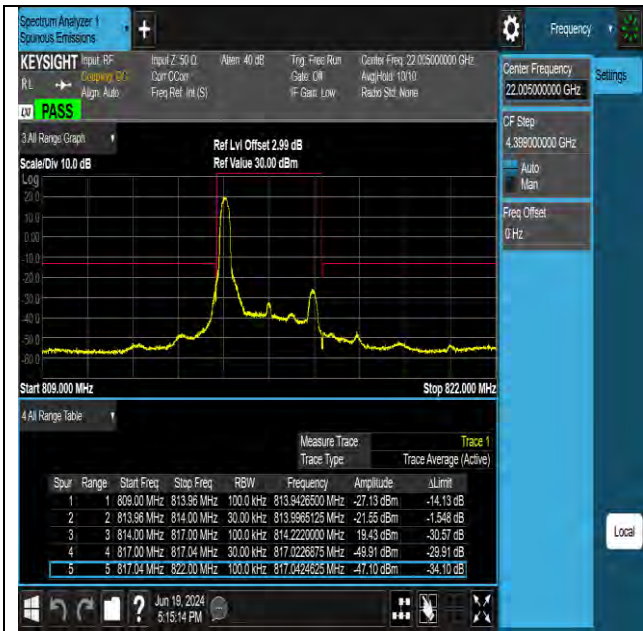 Spectrum Analyzer 1
Spurious Emissions
+
Frequency
KEYSIGHT Input: RF Input Z: 50 Ω Atten: 40 dB Trig: Free Run Center Freq: 22.005000000 GHz
RL Coupling: DC Corr CCorr Gate: Off Avg|Hold: 10/10
Align: Auto Freq Ref: Int (S) IF Gain: Low Radio Std: None
PASS
Center Frequency
22.005000000 GHz
Settings
CF Step
4.399000000 GHz
Auto
Man
Freq Offset
0 Hz
Local
3 All Range Graph
Ref Lvl Offset 2.99 dB
Scale/Div 10.0 dB Ref Value 30.00 dBm
Log
20.0
10.0
0.00
-10.0
-20.0
-30.0
-40.0
-50.0
-60.0
Start 809.000 MHz Stop 822.000 MHz
4 All Range Table
Measure Trace Trace 1
Trace Type Trace Average (Active)
Spur Range Start Freq Stop Freq RBW Frequency Amplitude ΔLimit
1 1 809.00 MHz 813.96 MHz 100.0 kHz 813.9426500 MHz -27.13 dBm -14.13 dB
2 2 813.96 MHz 814.00 MHz 30.00 kHz 813.9965125 MHz -21.55 dBm -1.548 dB
3 3 814.00 MHz 817.00 MHz 100.0 kHz 814.2220000 MHz 19.43 dBm -30.57 dB
4 4 817.00 MHz 817.04 MHz 30.00 kHz 817.0226875 MHz -49.91 dBm -29.91 dB
5 5 817.04 MHz 822.00 MHz 100.0 kHz 817.0424625 MHz -47.10 dBm -34.10 dB
?
Jun 19, 2024
5:15:14 PM